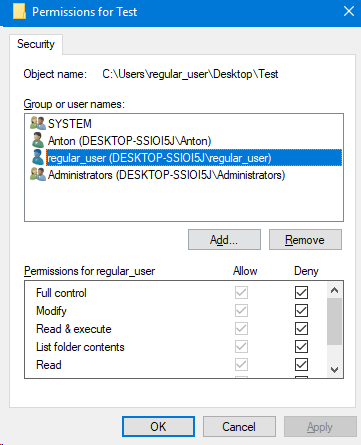 Permissions for Test
Security
Object name: C:\Users\regular_user\Desktop\Test
Group or user names:
SYSTEM
Anton (DESKTOP-SSIOI5J\Anton)
regular_user (DESKTOP-SSIOI5J\regular_user)
Administrators (DESKTOP-SSIOI5J\Administrators)
Add... Remove
Permissions for regular_user Allow Deny
Full control
Modify
Read & execute
List folder contents
Read
OK Cancel Apply